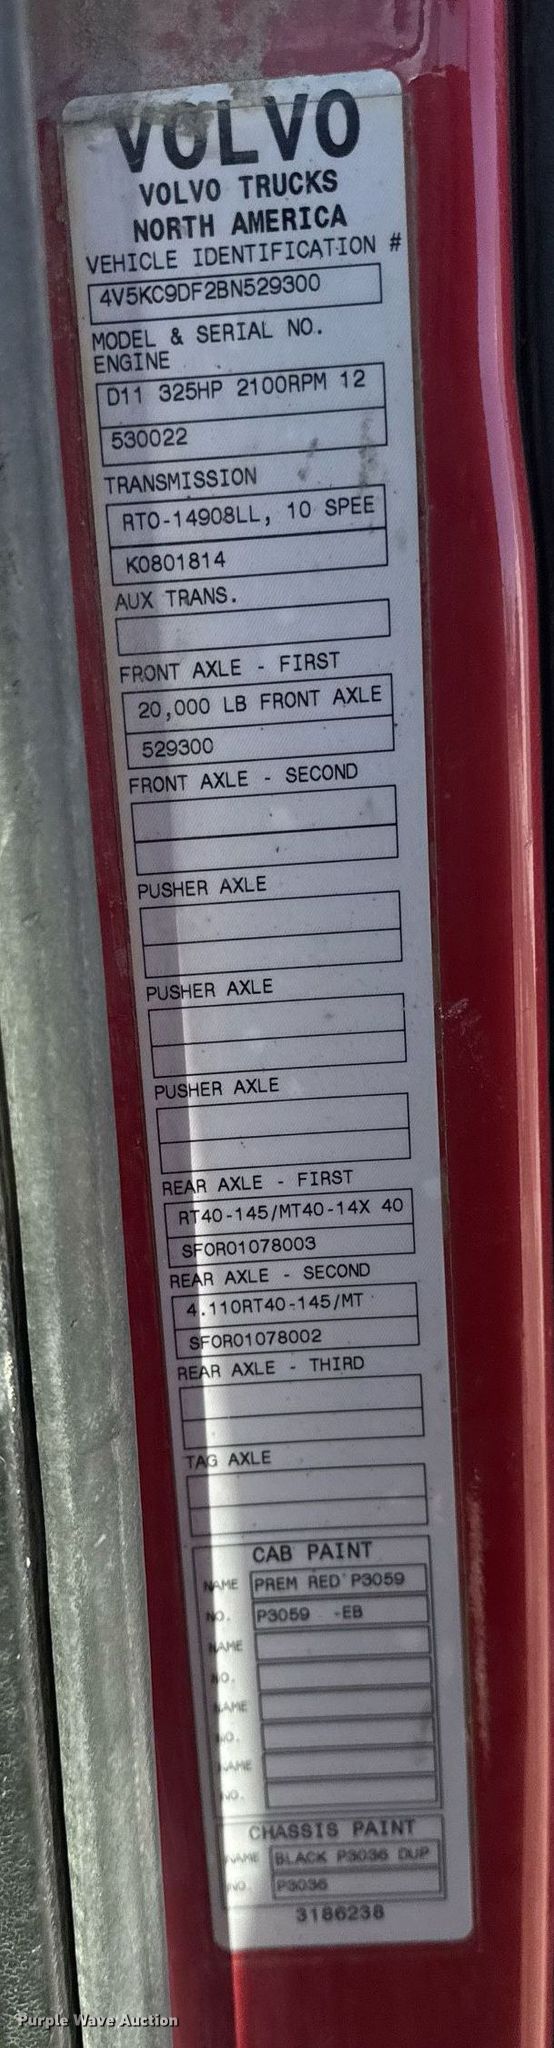 VOLVO
VOLVO TRUCKS
NORTH AMERICA
VEHICLE IDENTIFICATION #
4V5KC9DF2BN529300
MODEL & SERIAL NO.
ENGINE
D11 325HP 2100RPM 12
530022
TRANSMISSION
RTO-14908LL, 10 SPEE
K0801814
AUX TRANS.
FRONT AXLE - FIRST
20,000 LB FRONT AXLE
529300
FRONT AXLE - SECOND
PUSHER AXLE
PUSHER AXLE
PUSHER AXLE
REAR AXLE - FIRST
RT40-145/MT40-14X 40
SFOR01078003
REAR AXLE - SECOND
4.110RT40-145/MT
SFOR01078002
REAR AXLE - THIRD
TAG AXLE
CAB PAINT
NAME PREM RED P3059
NO. P3059 -EB
NAME
NO.
NAME
NO.
NAME
NO.
CHASSIS PAINT
NAME BLACK P3036 DUP
NO. P3036
3186238
Purple Wave Auction